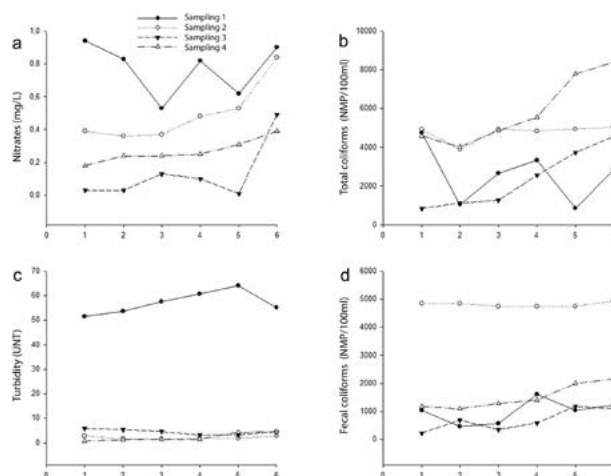 a
Sampling 1
Sampling 2
Sampling 3
Sampling 4
Nitrates (mg/L)
1,0
0,8
0,6
0,4
0,2
0,0
0 1 2 3 4 5 6
b
Total coliforms (NMP/100ml)
10000
8000
6000
4000
2000
0
0 1 2 3 4 5
c
Turbidity (UNT)
70
60
50
40
30
20
10
0
0 1 2 3 4 5 6
d
Fecal coliforms (NMP/100ml)
6000
5000
4000
3000
2000
1000
0
0 1 2 3 4 5